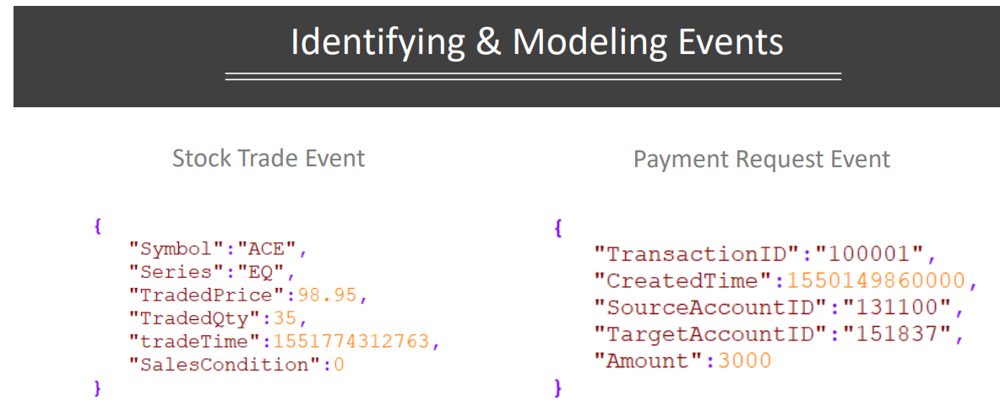 Identifying & Modeling Events
Stock Trade Event
{
"Symbol":"ACE",
"Series":"EQ",
"TradedPrice":98.95,
"TradedQty":35,
"tradeTime":1551774312763,
"SalesCondition":0
}
Payment Request Event
{
"TransactionID":"100001",
"CreatedTime":1550149860000,
"SourceAccountID":"131100",
"TargetAccountID":"151837",
"Amount":3000
}